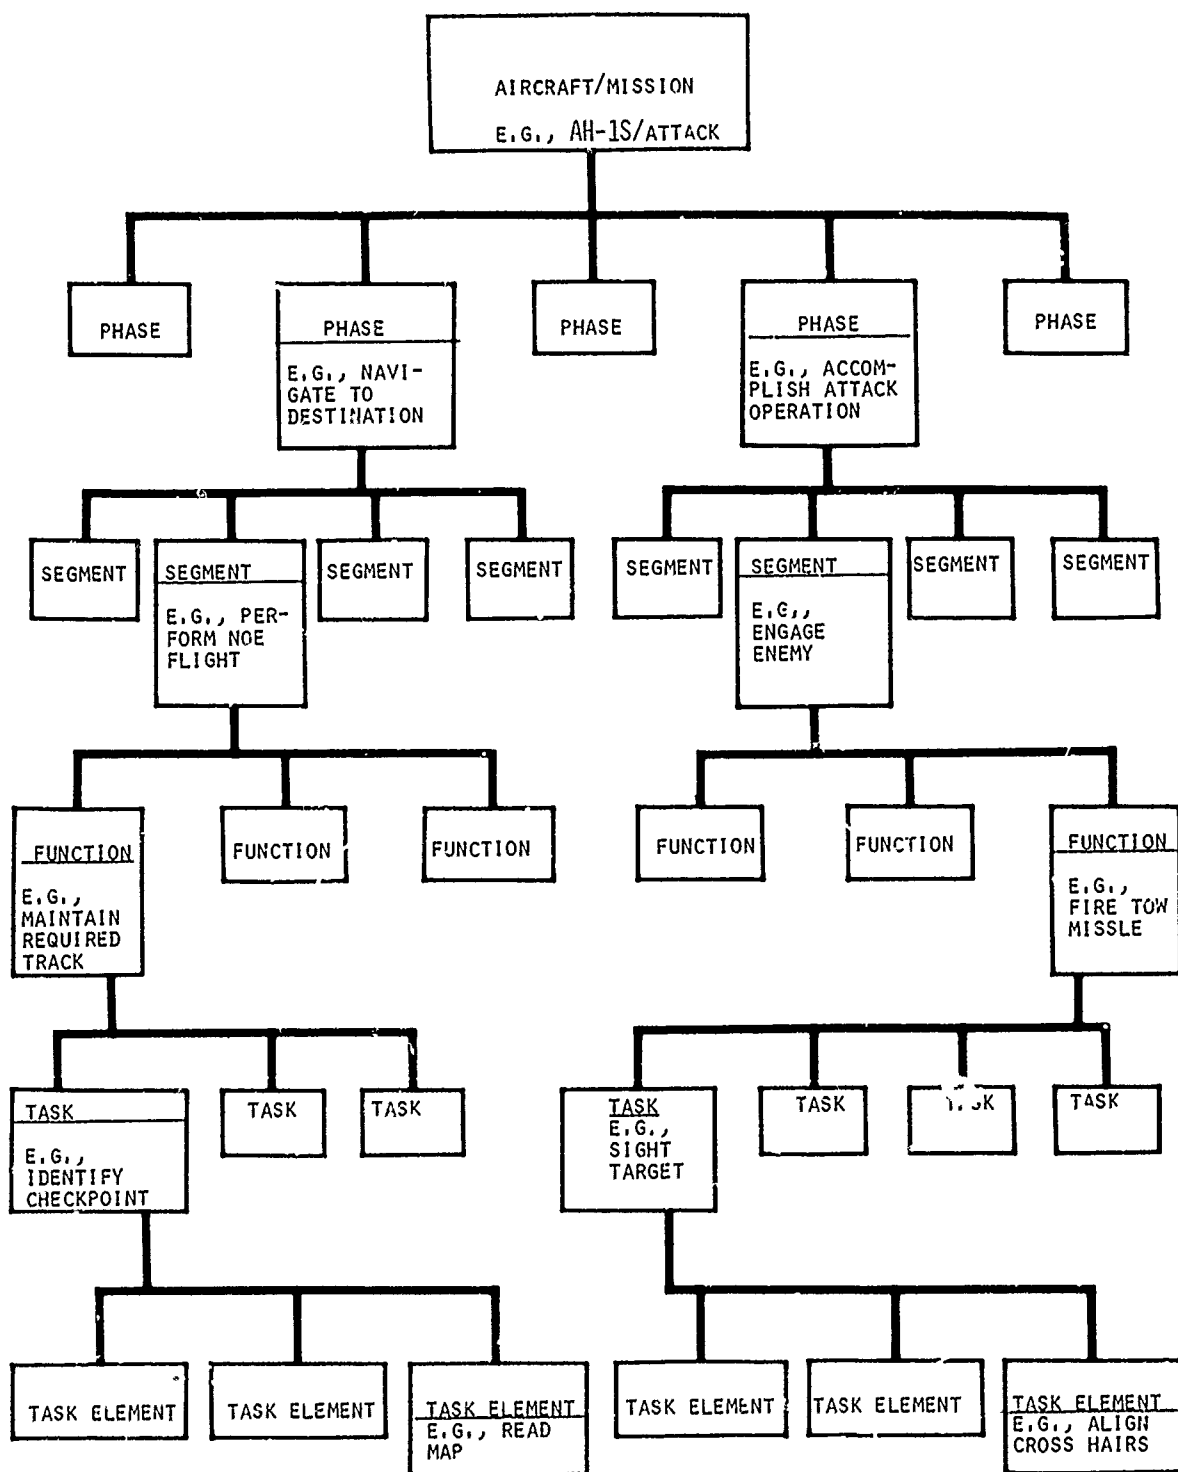 AIRCRAFT/MISSION
E.G., AH-1S/ATTACK
PHASE
PHASE
E.G., NAVI-
GATE TO
DESTINATION
PHASE
PHASE
E.G., ACCOM-
PLISH ATTACK
OPERATION
PHASE
SEGMENT
SEGMENT
E.G., PER-
FORM NOE
FLIGHT
SEGMENT
SEGMENT
SEGMENT
SEGMENT
E.G.,
ENGAGE
ENEMY
SEGMENT
SEGMENT
FUNCTION
E.G.,
MAINTAIN
REQUIRED
TRACK
FUNCTION
FUNCTION
FUNCTION
FUNCTION
FUNCTION
E.G.,
FIRE TOW
MISSLE
TASK
E.G.,
IDENTIFY
CHECKPOINT
TASK
TASK
TASK
E.G.,
SIGHT
TARGET
TASK
TASK
TASK ELEMENT
TASK ELEMENT
TASK ELEMENT
E.G., READ
MAP
TASK ELEMENT
TASK ELEMENT
TASK ELEMENT
E.G., ALIGN
CROSS HAIRS